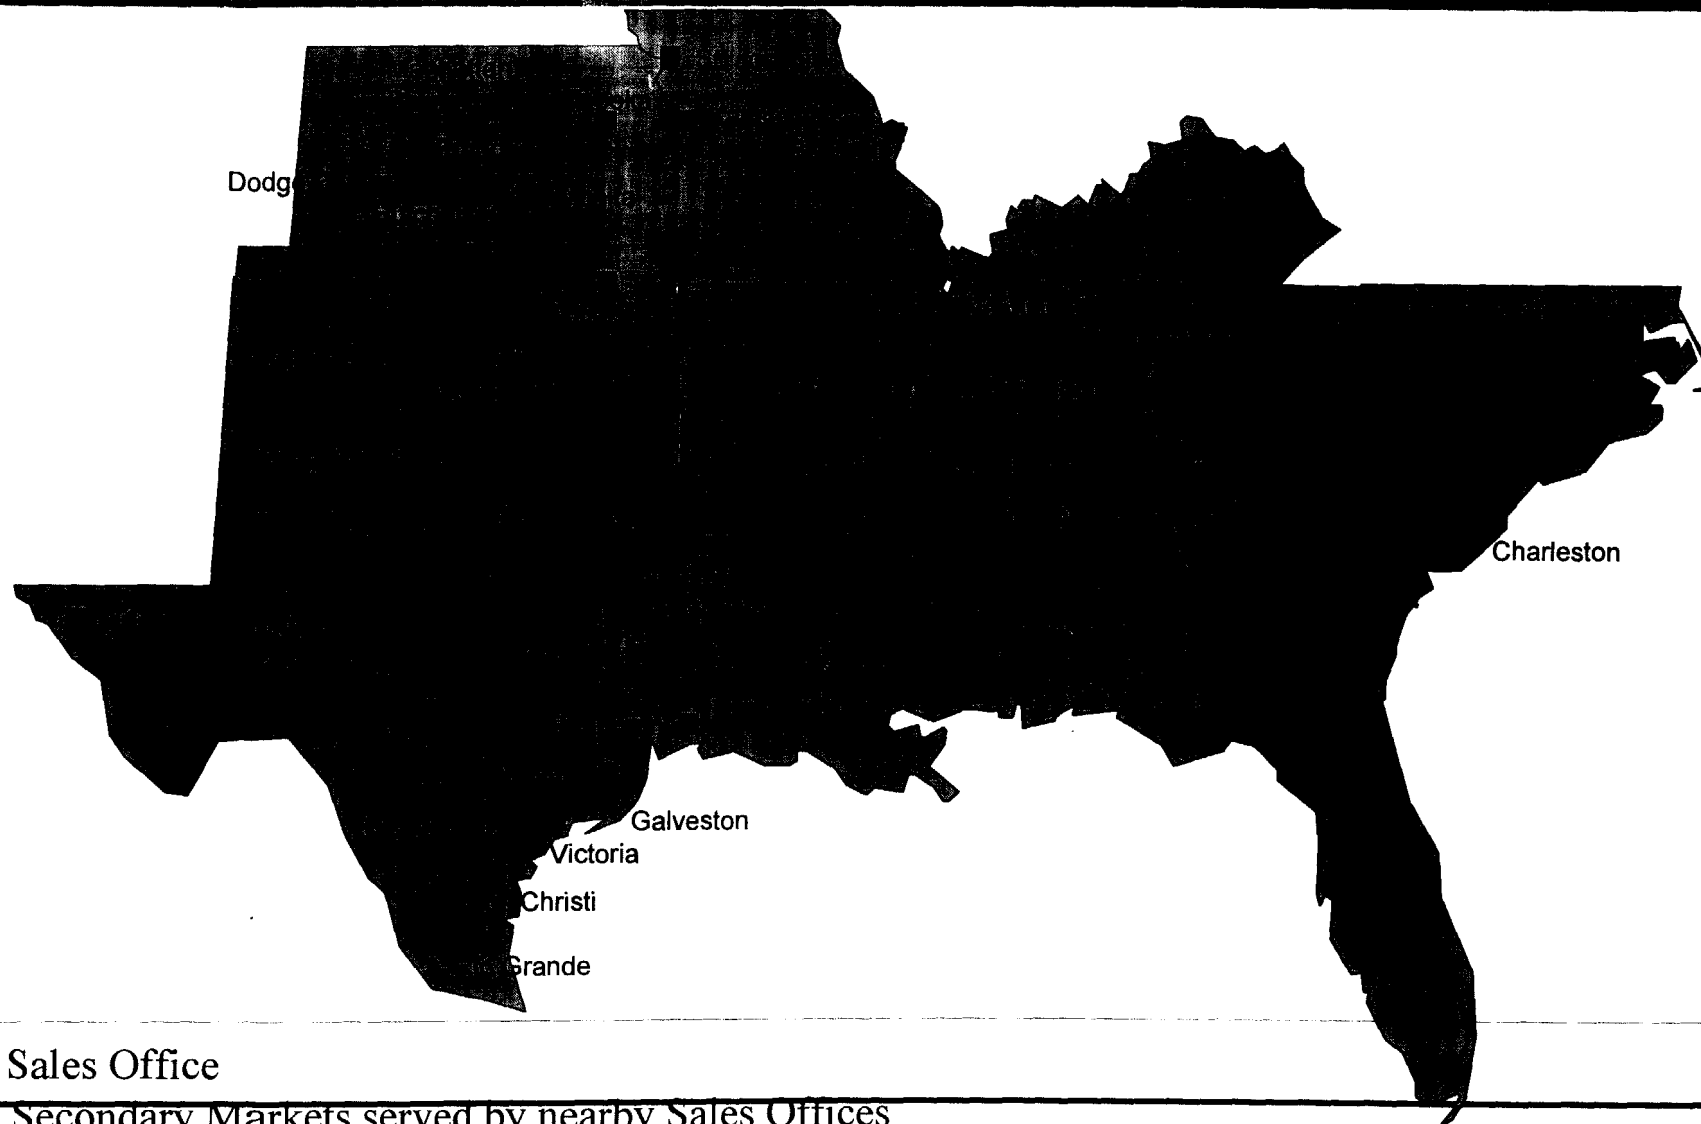 Dodg
Charleston
Galveston
Victoria
Christi
Grande
Sales Office
Secondary Markets served by nearby Sales Offices